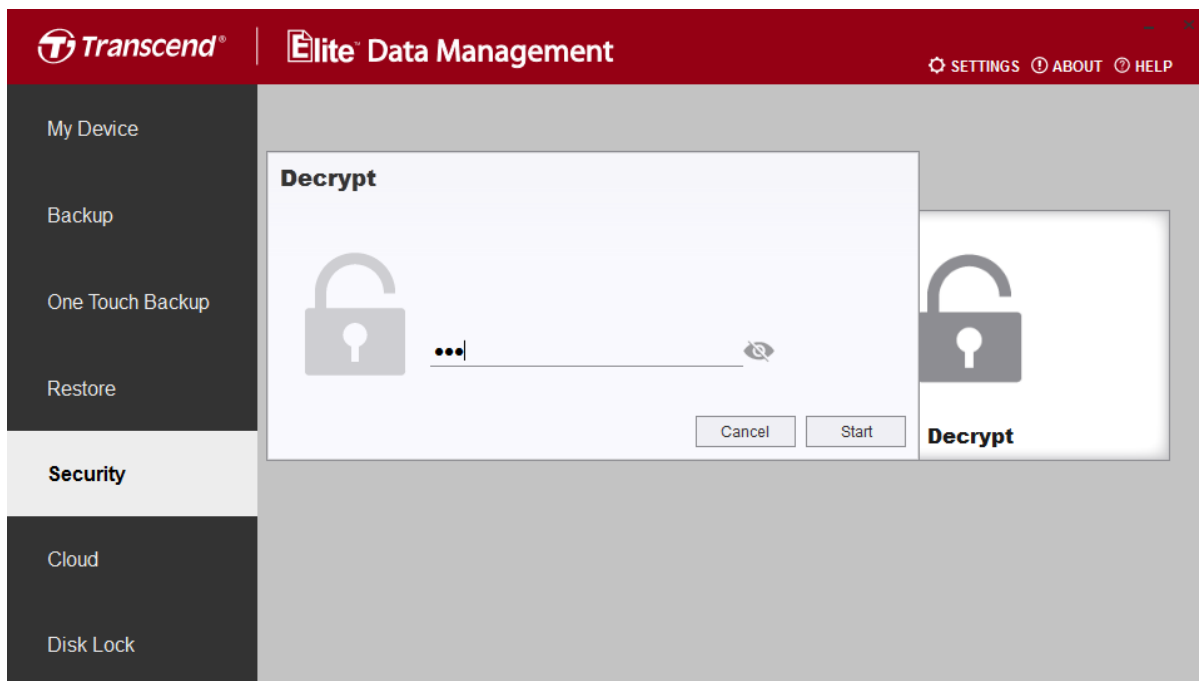 Transcend®
Elite™ Data Management
SETTINGS ABOUT HELP
My Device
Backup
One Touch Backup
Restore
Security
Cloud
Disk Lock
Decrypt
•••
Cancel Start
Decrypt